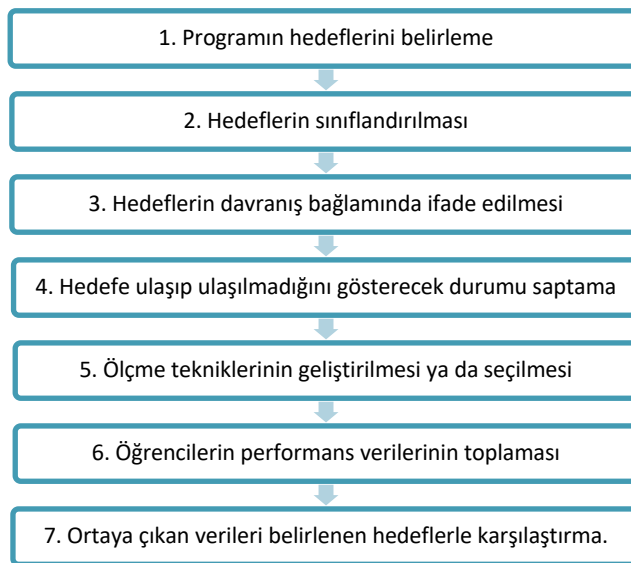 1. Programın hedeflerini belirleme
2. Hedeflerin sınıflandırılması
3. Hedeflerin davranış bağlamında ifade edilmesi
4. Hedefe ulaşıp ulaşılmadığını gösterecek durumu saptama
5. Ölçme tekniklerinin geliştirilmesi ya da seçilmesi
6. Öğrencilerin performans verilerinin toplaması
7. Ortaya çıkan verileri belirlenen hedeflerle karşılaştırma.